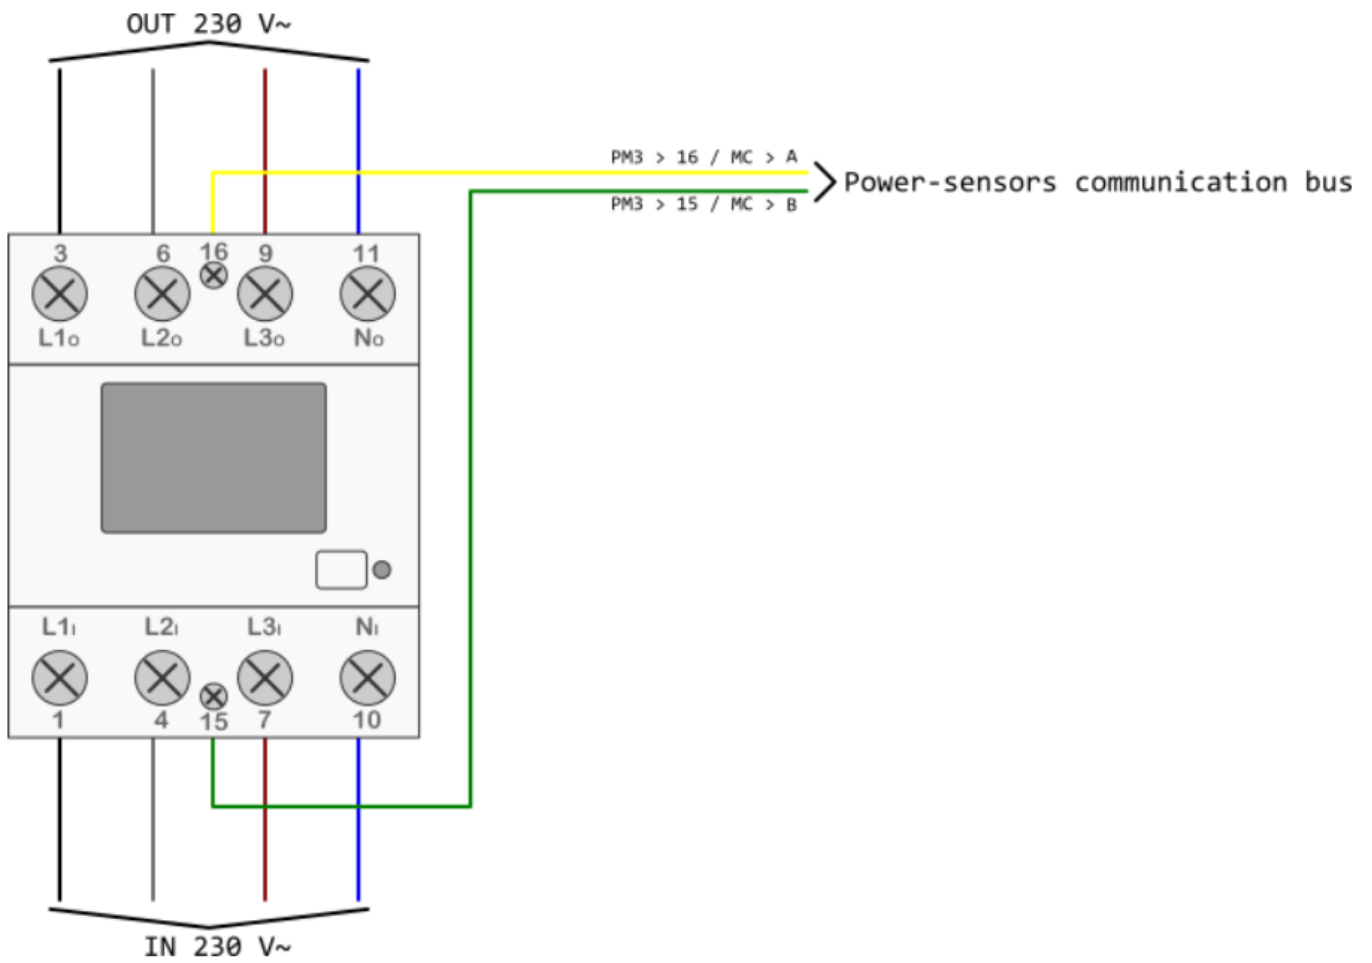 OUT 230 V~
PM3 > 16 / MC > A
Power-sensors communication bus
PM3 > 15 / MC > B
3 6 16 9 11
L1o L2o L3o No
L1I L2I L3I NI
1 4 15 7 10
IN 230 V~